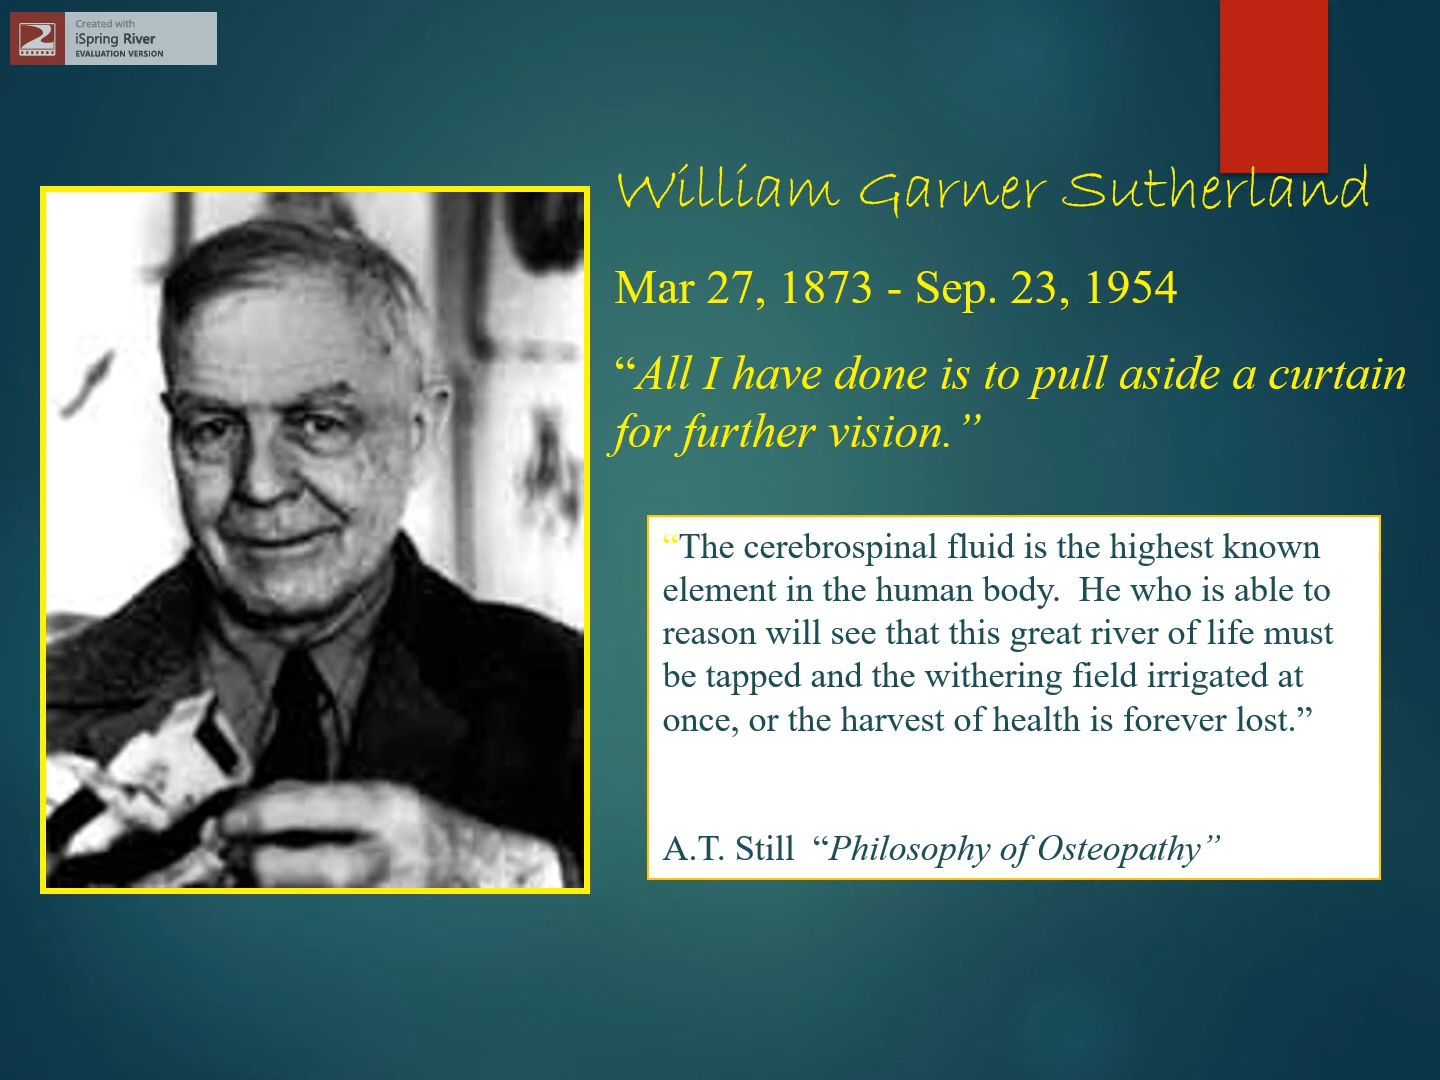 Created with
iSpring River
EVALUATION VERSION
William Garner Sutherland
Mar 27, 1873 - Sep. 23, 1954
“All I have done is to pull aside a curtain
for further vision.”
“The cerebrospinal fluid is the highest known
element in the human body.  He who is able to
reason will see that this great river of life must
be tapped and the withering field irrigated at
once, or the harvest of health is forever lost.”
A.T. Still  “Philosophy of Osteopathy”